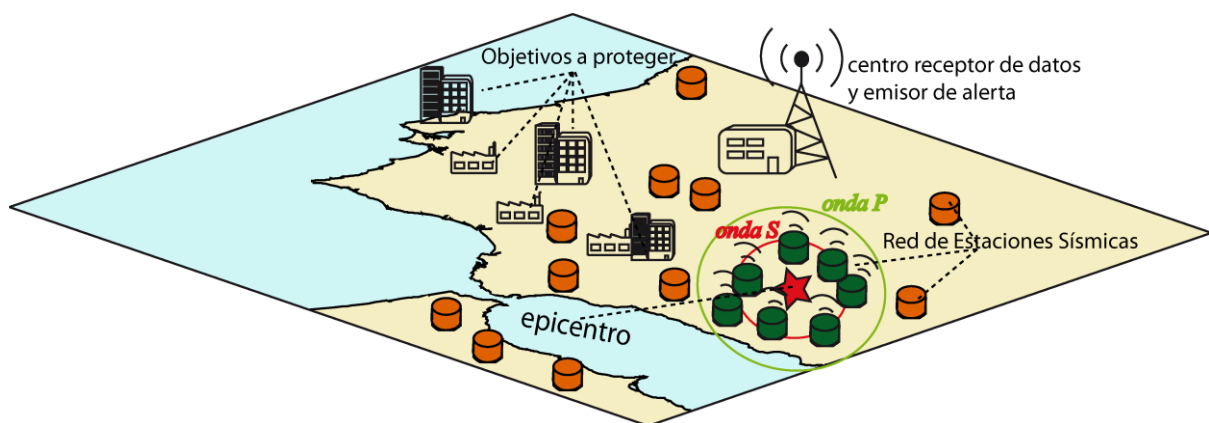 Objetivos a proteger
centro receptor de datos
y emisor de alerta
onda P
onda S
Red de Estaciones Sísmicas
epicentro